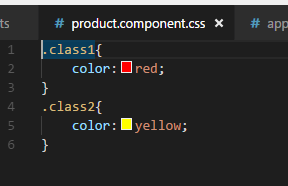 ts
# product.component.css ×
# app
1 .class1{
2 color: red;
3 }
4 .class2{
5 color: yellow;
6 }